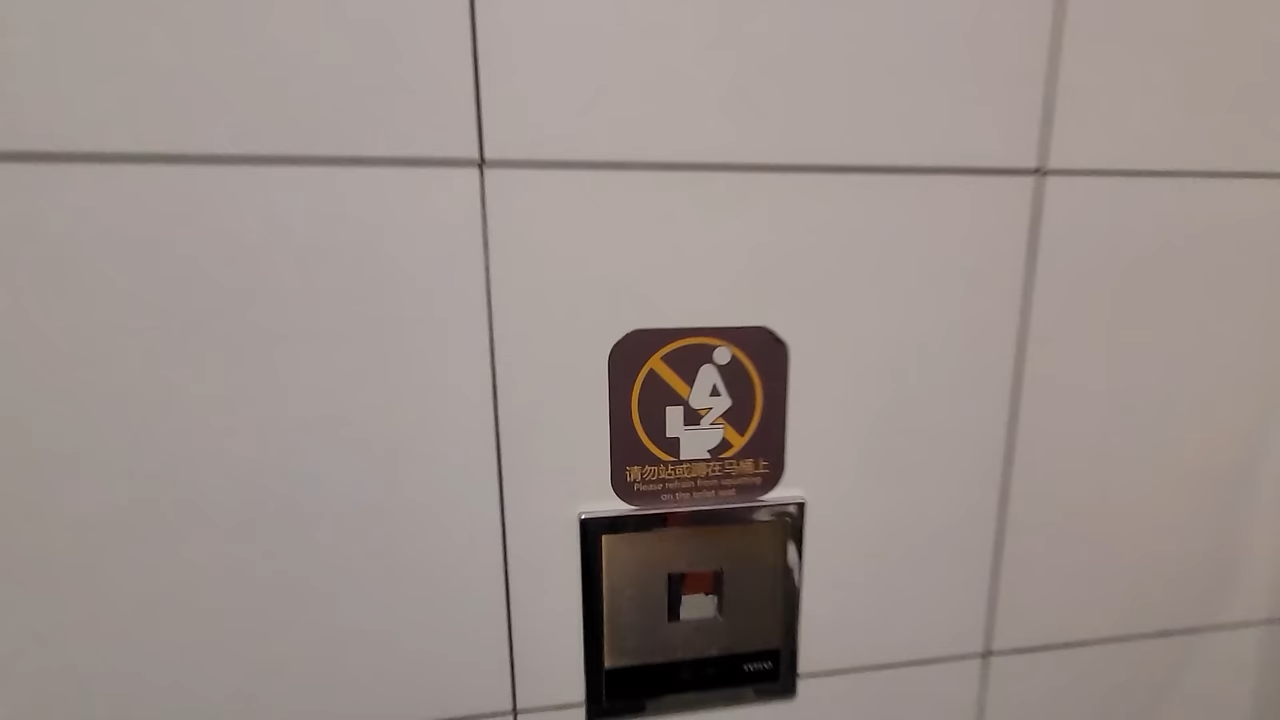 请勿站或蹲在马桶上
Please refrain from squatting
on the toilet seat